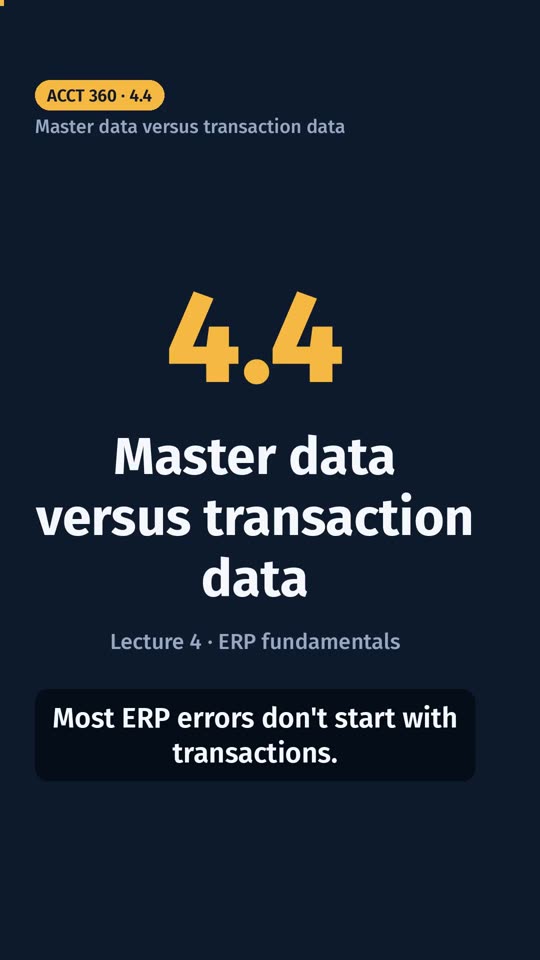 ACCT 360 · 4.4
Master data versus transaction data
4.4
Master data
versus transaction
data
Lecture 4 · ERP fundamentals
Most ERP errors don't start with
transactions.